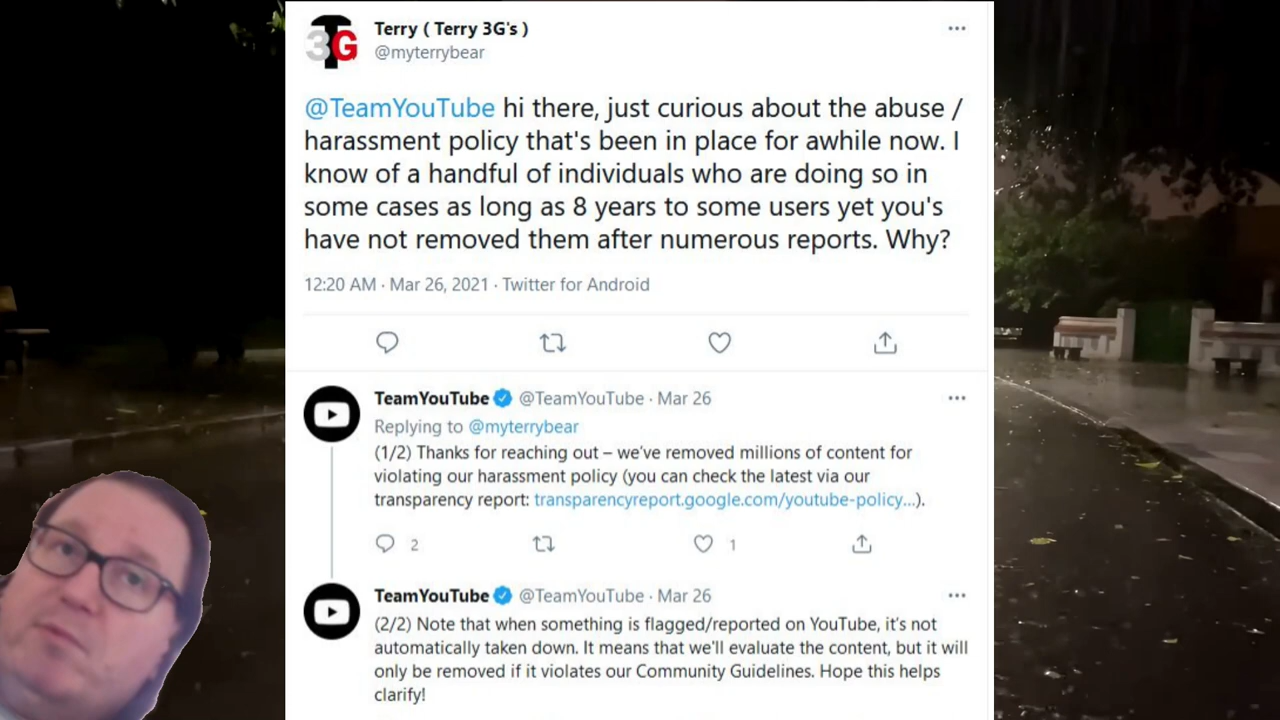 Terry ( Terry 3G's )
@myterrybear
3G
@TeamYouTube hi there, just curious about the abuse /
harassment policy that's been in place for awhile now. I
know of a handful of individuals who are doing so in
some cases as long as 8 years to some users yet you's
have not removed them after numerous reports. Why?
12:20 AM · Mar 26, 2021 · Twitter for Android
TeamYouTube @TeamYouTube · Mar 26
Replying to @myterrybear
(1/2) Thanks for reaching out – we've removed millions of content for
violating our harassment policy (you can check the latest via our
transparency report: transparencyreport.google.com/youtube-policy...).
2 1
TeamYouTube @TeamYouTube · Mar 26
(2/2) Note that when something is flagged/reported on YouTube, it's not
automatically taken down. It means that we'll evaluate the content, but it will
only be removed if it violates our Community Guidelines. Hope this helps
clarify!